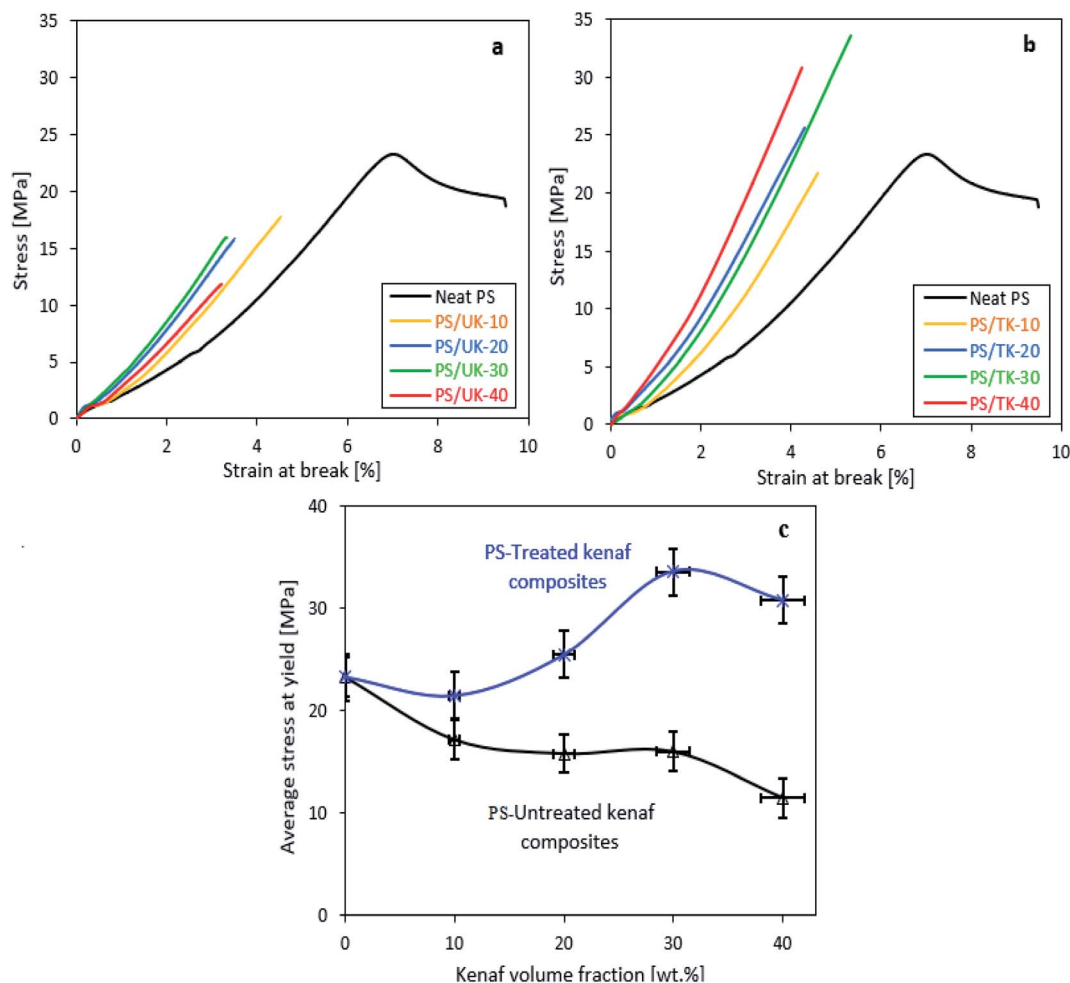 a
35
30
25
20
15
10
5
0
Stress [MPa]
Neat PS
PS/UK-10
PS/UK-20
PS/UK-30
PS/UK-40
0 2 4 6 8 10
Strain at break [%]
b
35
30
25
20
15
10
5
0
Stress [MPa]
Neat PS
PS/TK-10
PS/TK-20
PS/TK-30
PS/TK-40
0 2 4 6 8 10
Strain at break [%]
c
40
30
20
10
0
Average stress at yield [MPa]
PS-Treated kenaf
composites
PS-Untreated kenaf
composites
0 10 20 30 40
Kenaf volume fraction [wt.%]